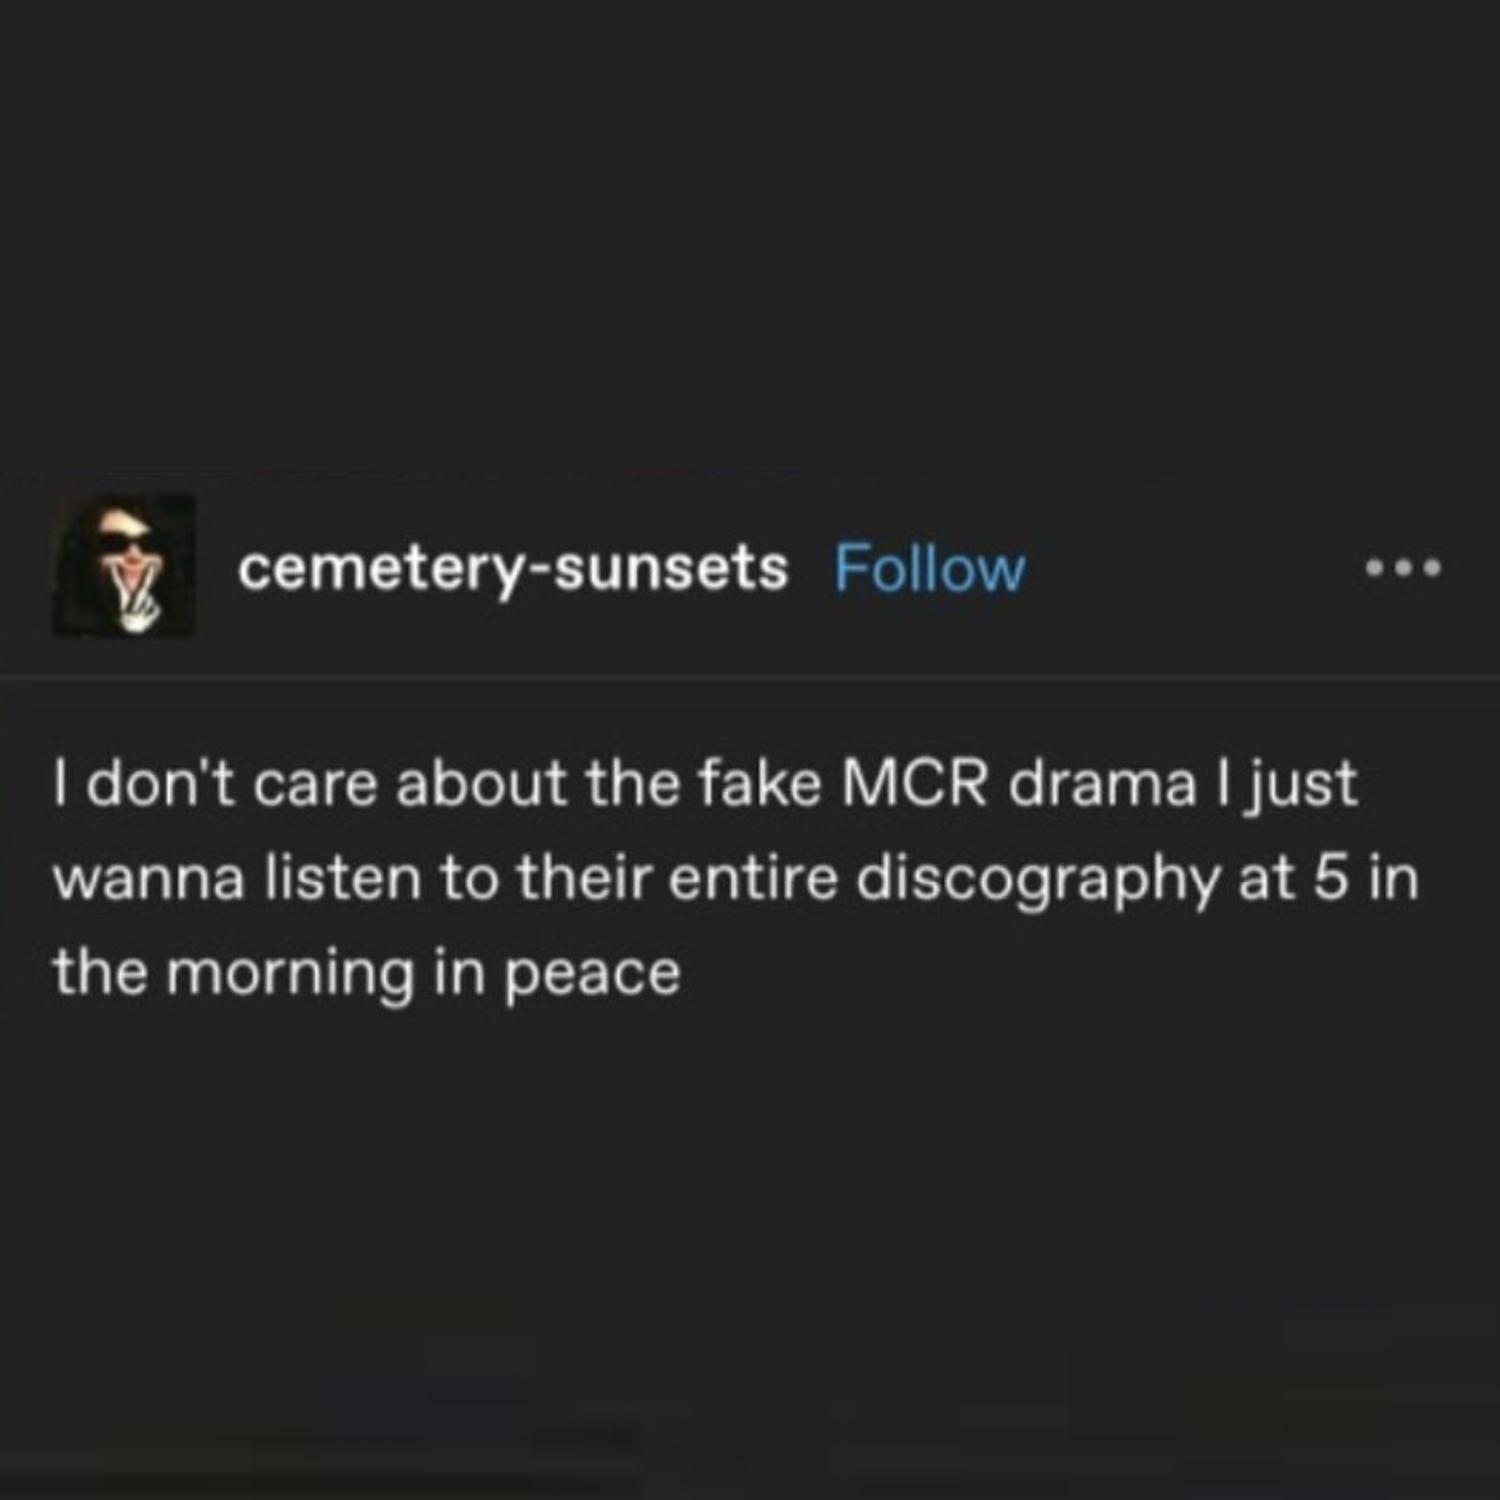 cemetery-sunsets Follow
I don't care about the fake MCR drama I just
wanna listen to their entire discography at 5 in
the morning in peace